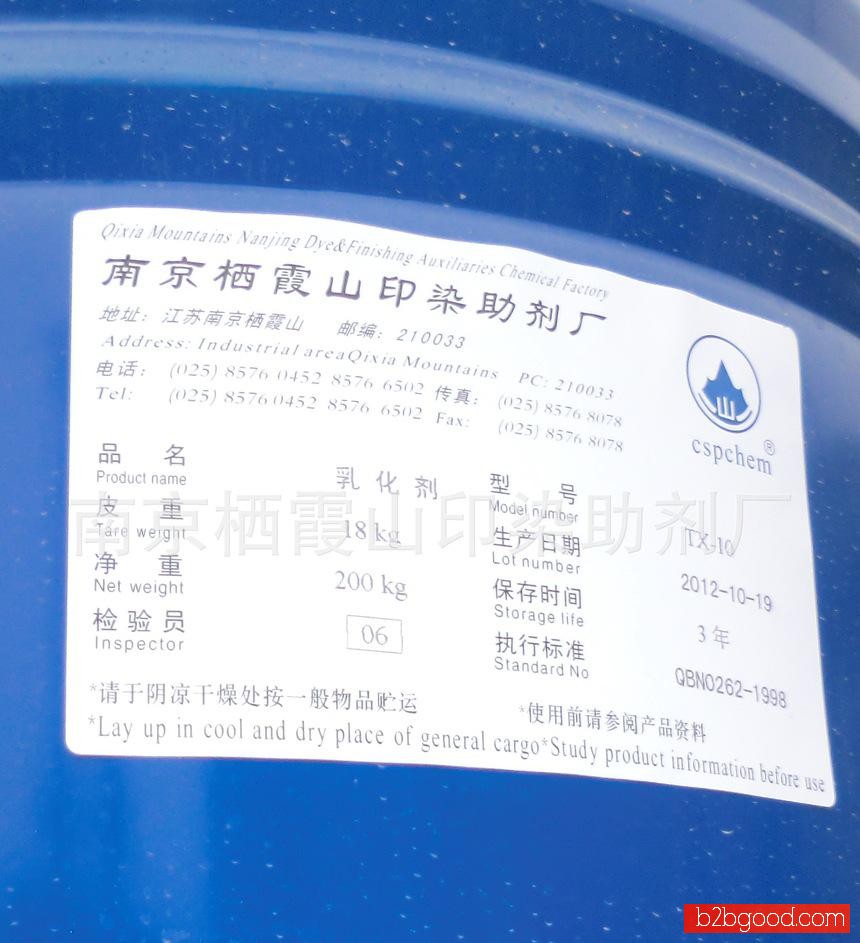 Qixia Mountains Nanjing Dye&Finishing Auxiliaries Chemical Factory
南京栖霞山印染助剂厂
地址：江苏南京栖霞山 邮编：210033
Address: Industrial areaQixia Mountains PC: 210033
电话：(025) 8576 0452 8576 6502 传真：(025) 8576 8078
Tel: (025) 8576 0452 8576 6502 Fax: (025) 8576 8078
山
cspchem®
品名 乳化剂 型号
Product name Model number TX-10
南京栖霞山印染助剂厂
皮重 18 kg 生产日期
Tare weight Lot number 2012-10-19
净重 200 kg 保存时间
Net weight Storage life 3年
检验员 06 执行标准
Inspector Standard No QBN0262-1998
*请于阴凉干燥处按一般物品贮运 *使用前请参阅产品资料
*Lay up in cool and dry place of general cargo*Study product information before use
b2bgood.com